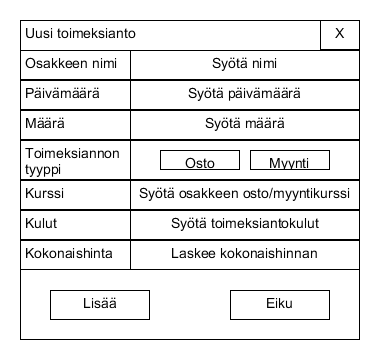 Uusi toimeksianto X
Osakkeen nimi Syötä nimi
Päivämäärä Syötä päivämäärä
Määrä Syötä määrä
Toimeksiannon
tyyppi Osto Myynti
Kurssi Syötä osakkeen osto/myyntikurssi
Kulut Syötä toimeksiantokulut
Kokonaishinta Laskee kokonaishinnan
Lisää Eiku